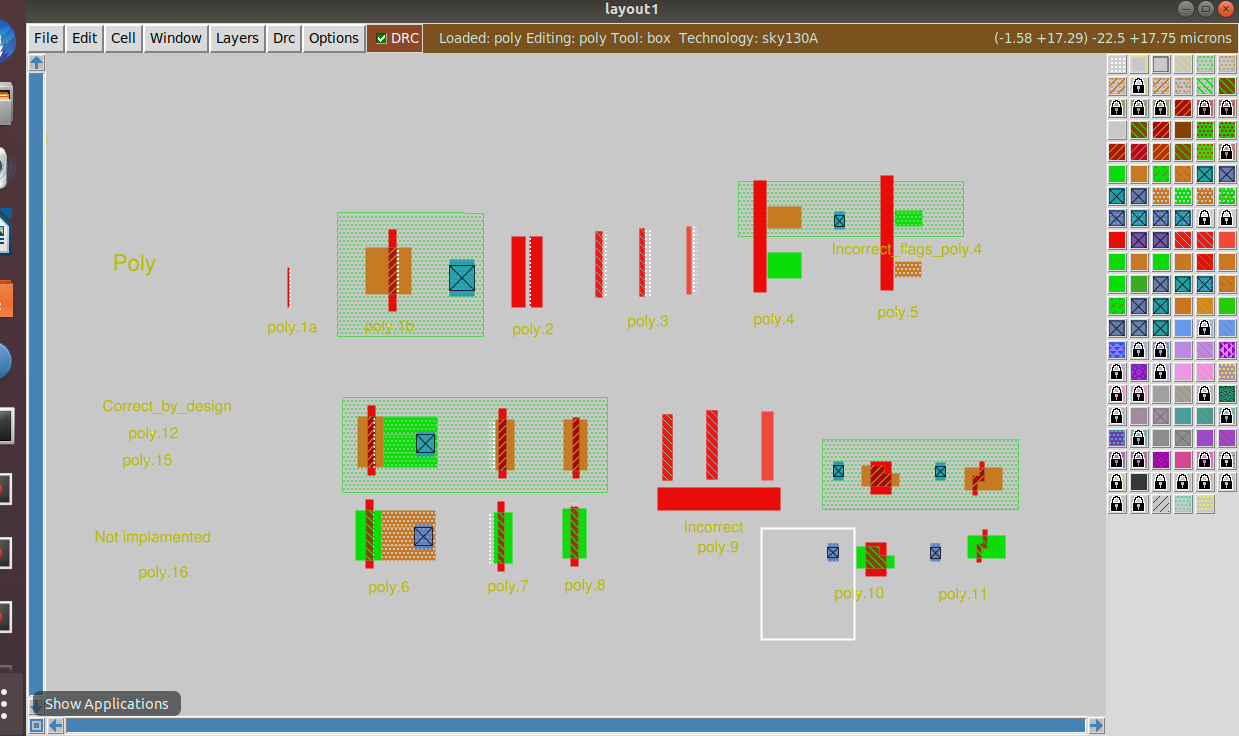 layout1
File Edit Cell Window Layers Drc Options DRC Loaded: poly Editing: poly Tool: box Technology: sky130A (-1.58 +17.29) -22.5 +17.75 microns
Poly
Incorrect_flags_poly.4
poly.1a
poly.1b
poly.2
poly.3
poly.4
poly.5
Correct_by_design
poly.12
poly.15
Not implamented
poly.16
poly.6
poly.7
poly.8
Incorrect
poly.9
poly.10
poly.11
Show Applications